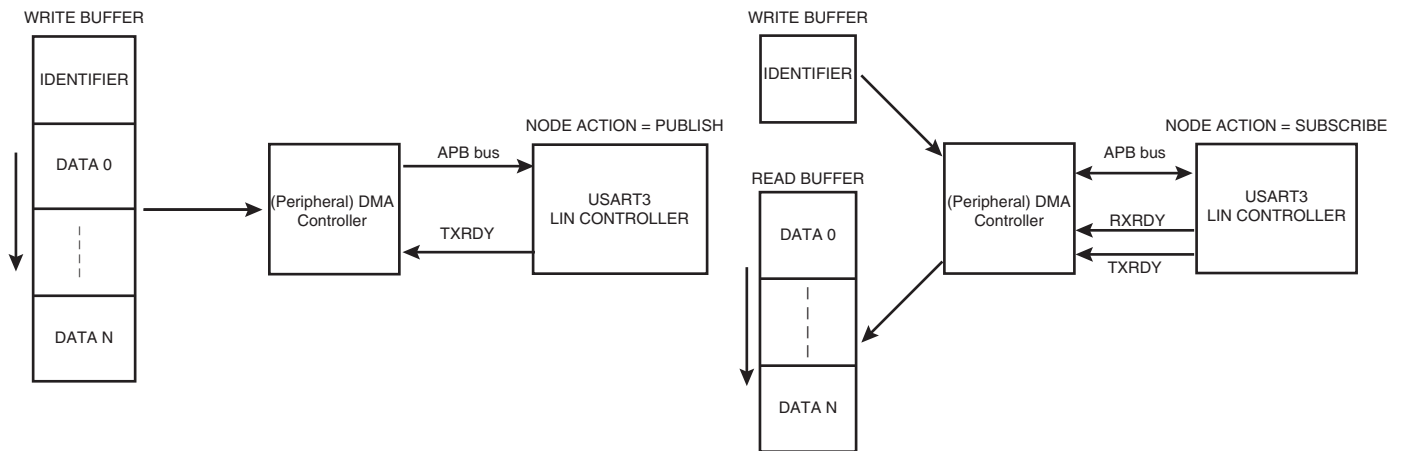 WRITE BUFFER
IDENTIFIER
DATA 0
DATA N
(Peripheral) DMA
Controller
APB bus
TXRDY
NODE ACTION = PUBLISH
USART3
LIN CONTROLLER
WRITE BUFFER
IDENTIFIER
READ BUFFER
DATA 0
DATA N
(Peripheral) DMA
Controller
APB bus
RXRDY
TXRDY
NODE ACTION = SUBSCRIBE
USART3
LIN CONTROLLER